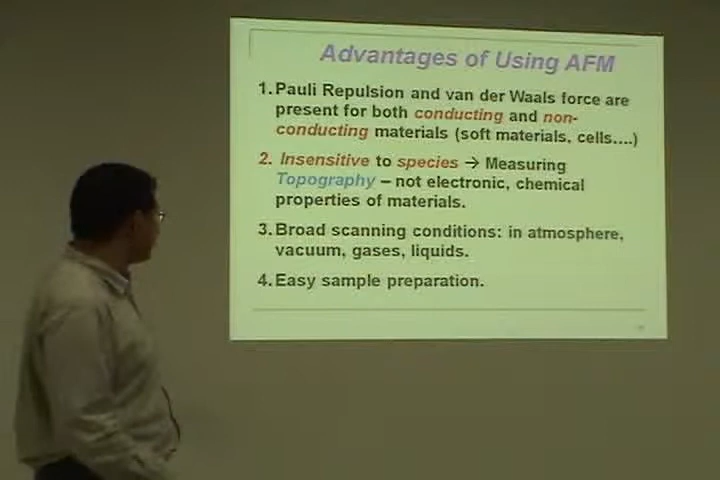 Advantages of Using AFM
1. Pauli Repulsion and van der Waals force are
present for both conducting and non-
conducting materials (soft materials, cells....)
2. Insensitive to species → Measuring
Topography – not electronic, chemical
properties of materials.
3. Broad scanning conditions: in atmosphere,
vacuum, gases, liquids.
4. Easy sample preparation.